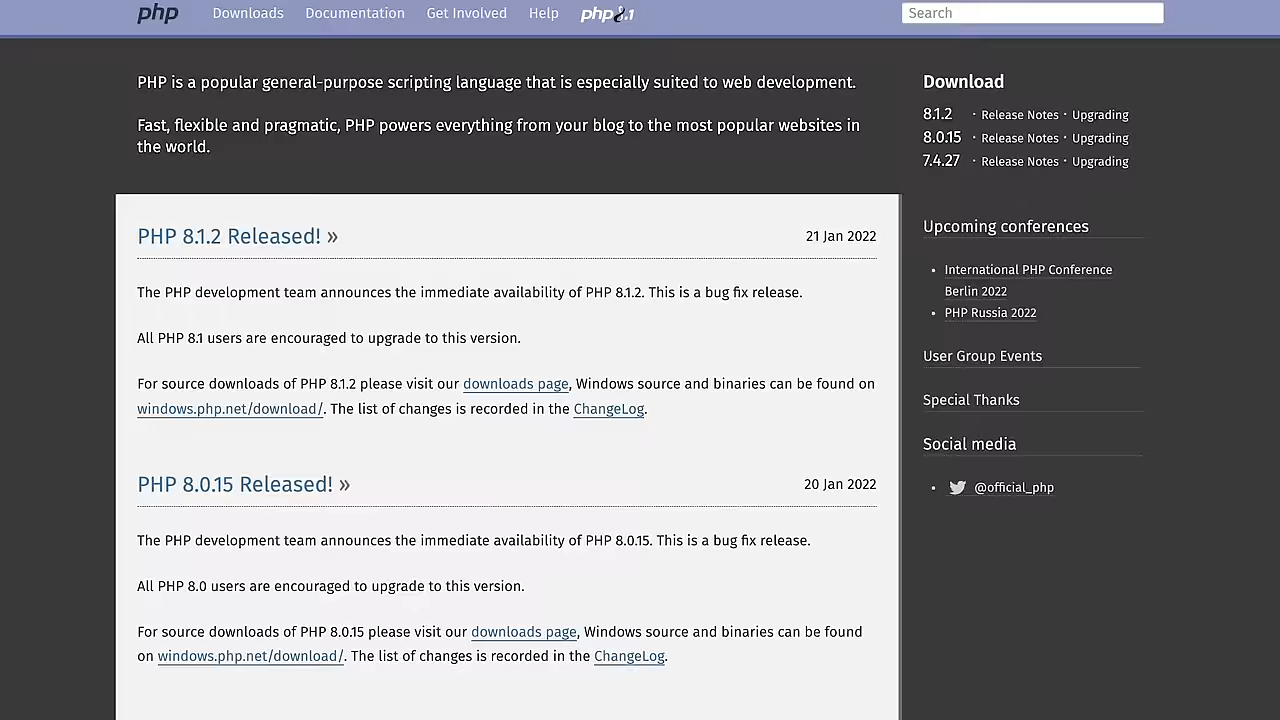 php Downloads Documentation Get Involved Help php8.1 Search
PHP is a popular general-purpose scripting language that is especially suited to web development.
Fast, flexible and pragmatic, PHP powers everything from your blog to the most popular websites in
the world.
PHP 8.1.2 Released! » 21 Jan 2022
The PHP development team announces the immediate availability of PHP 8.1.2. This is a bug fix release.
All PHP 8.1 users are encouraged to upgrade to this version.
For source downloads of PHP 8.1.2 please visit our downloads page, Windows source and binaries can be found on
windows.php.net/download/. The list of changes is recorded in the ChangeLog.
PHP 8.0.15 Released! » 20 Jan 2022
The PHP development team announces the immediate availability of PHP 8.0.15. This is a bug fix release.
All PHP 8.0 users are encouraged to upgrade to this version.
For source downloads of PHP 8.0.15 please visit our downloads page, Windows source and binaries can be found
on windows.php.net/download/. The list of changes is recorded in the ChangeLog.
Download
8.1.2 · Release Notes · Upgrading
8.0.15 · Release Notes · Upgrading
7.4.27 · Release Notes · Upgrading
Upcoming conferences
• International PHP Conference
Berlin 2022
• PHP Russia 2022
User Group Events
Special Thanks
Social media
• @official_php